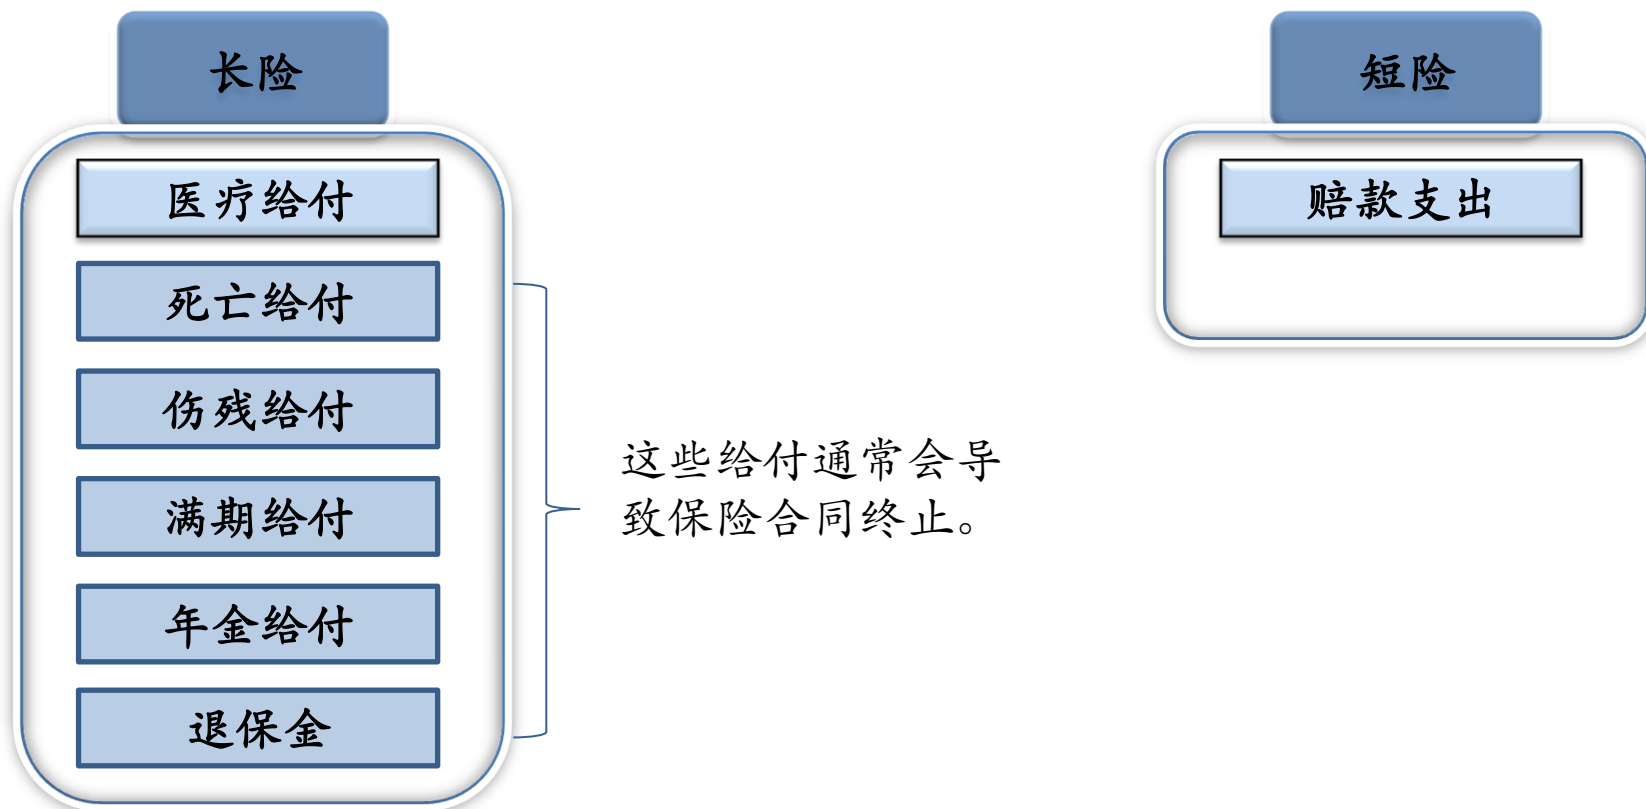 长险
医疗给付
死亡给付
伤残给付
满期给付
年金给付
退保金
这些给付通常会导
致保险合同终止。
短险
赔款支出